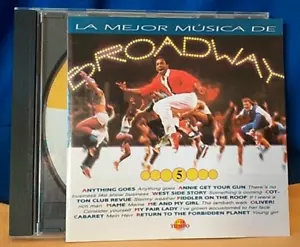 LA MEJOR MÚSICA DE
BROADWAY
5
ANYTHING GOES Anything goes ANNIE GET YOUR GUN There's no
business like show business WEST SIDE STORY Something's coming COT-
TON CLUB REVUE Stormy weather FIDDLER ON THE ROOF If I were a
rich man MAME Mame ME AND MY GIRL The lambeth walk OLIVER!
Consider yourself MY FAIR LADY I've grown accustomed to her face
CABARET Mein Herr RETURN TO THE FORBIDDEN PLANET Young girl
TIEMPO